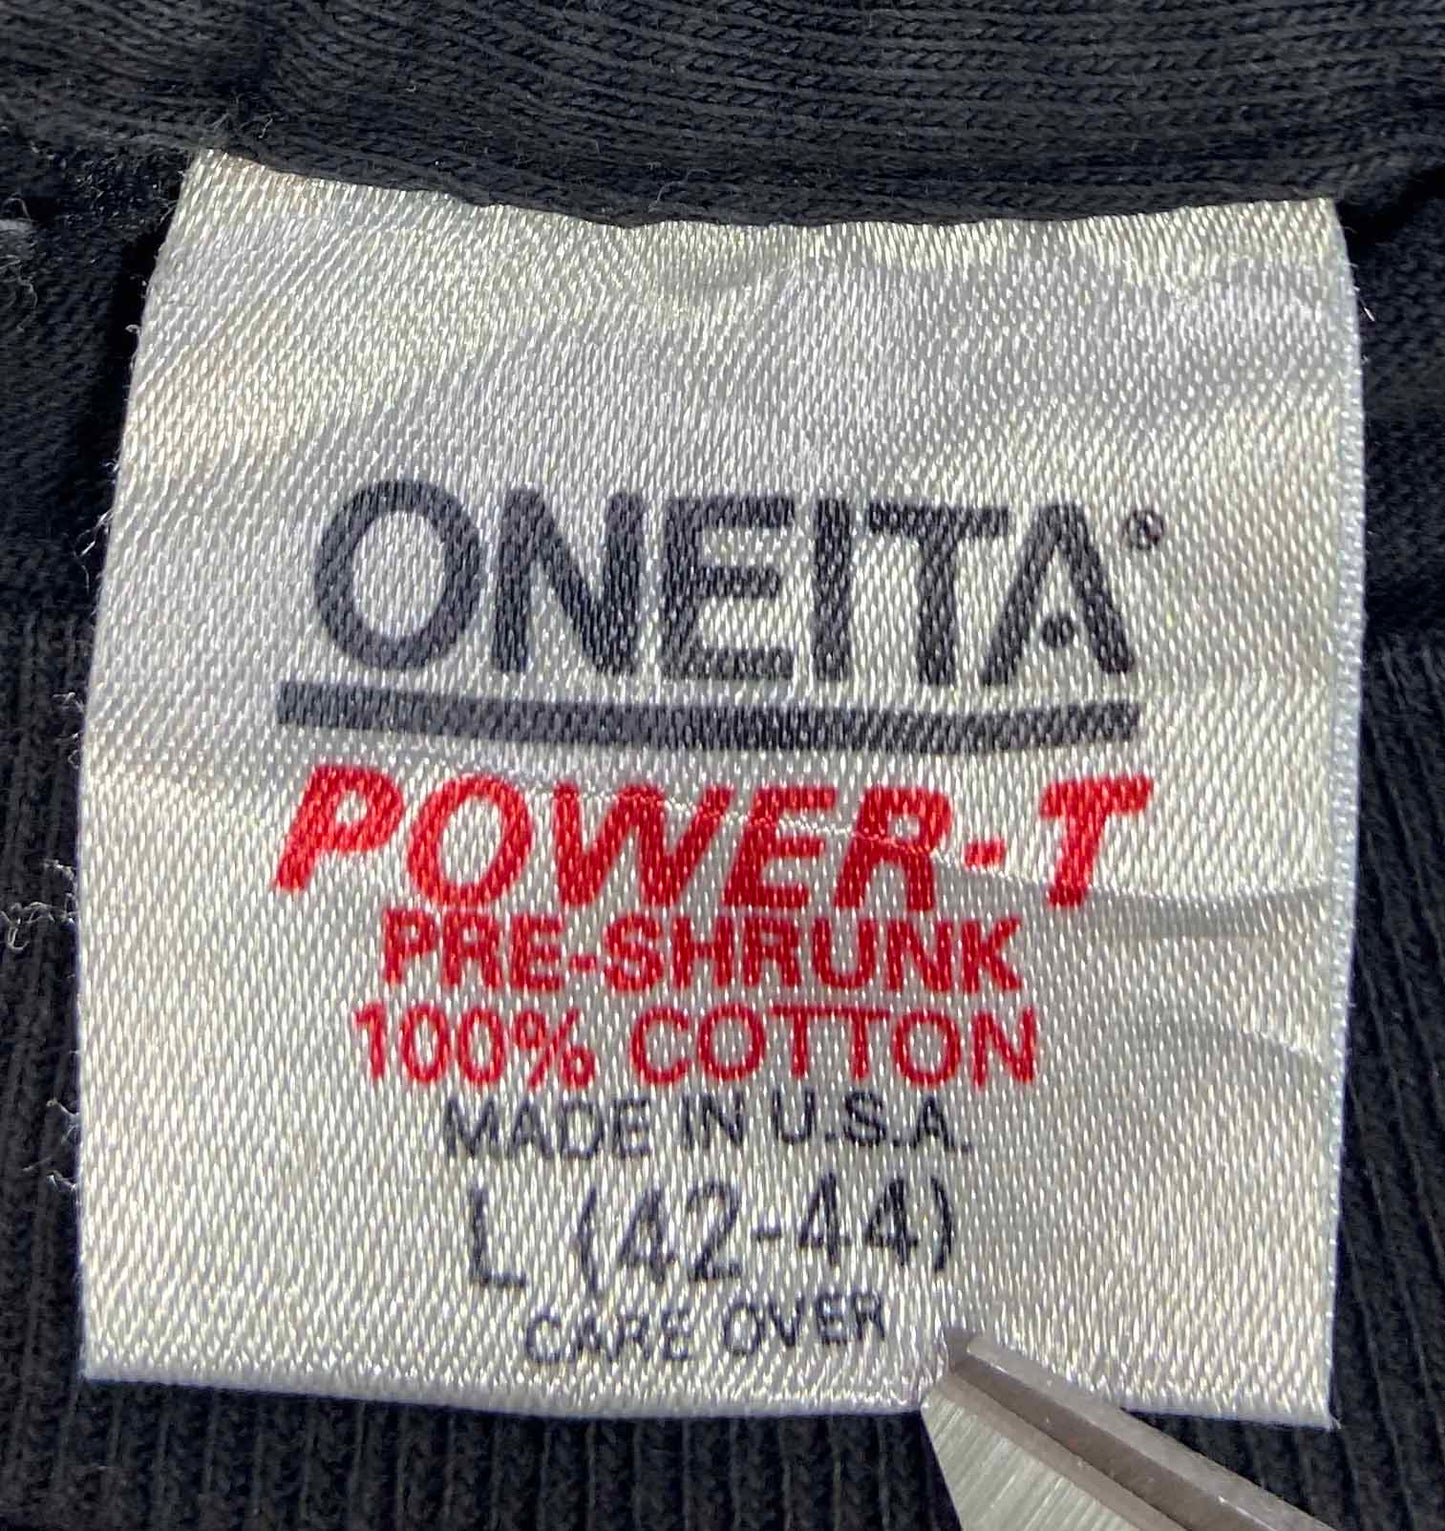 ONEITA®
POWER-T
PRE-SHRUNK
100% COTTON
MADE IN U.S.A.
L (42-44)
CARE OVER